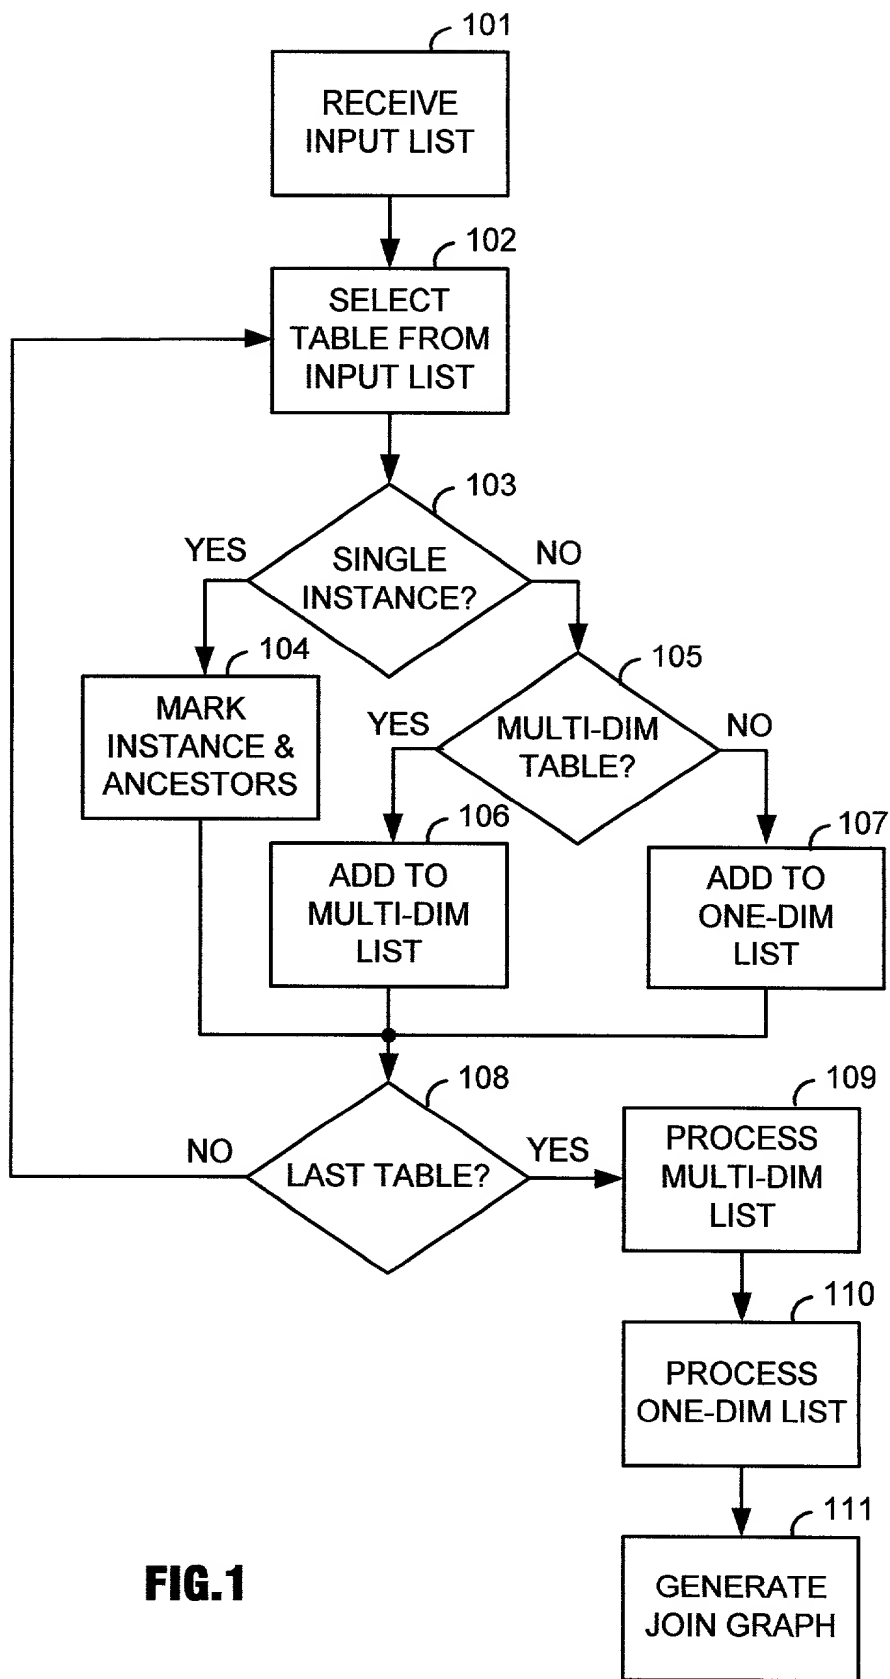 101
RECEIVE
INPUT LIST
102
SELECT
TABLE FROM
INPUT LIST
103
YES
SINGLE
INSTANCE?
NO
104
MARK
INSTANCE &
ANCESTORS
105
YES
MULTI-DIM
TABLE?
NO
106
ADD TO
MULTI-DIM
LIST
107
ADD TO
ONE-DIM
LIST
108
NO
LAST TABLE?
YES
109
PROCESS
MULTI-DIM
LIST
110
PROCESS
ONE-DIM LIST
111
GENERATE
JOIN GRAPH
FIG.1